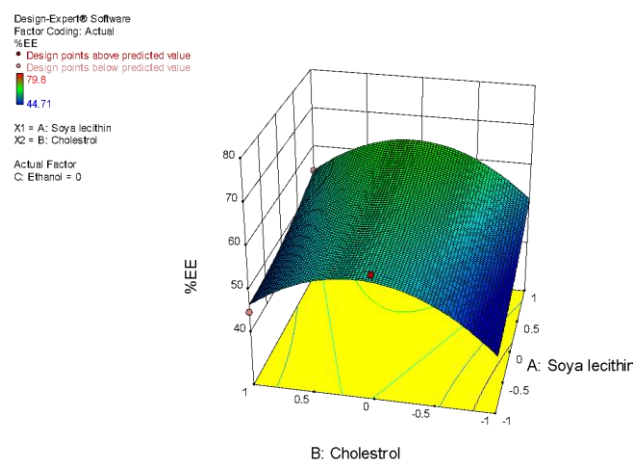 Design-Expert® Software
Factor Coding: Actual
%EE
Design points above predicted value
Design points below predicted value
79.8
44.71
X1 = A: Soya lecithin
X2 = B: Cholestrol
Actual Factor
C: Ethanol = 0
80
70
60
50
40
%EE
1
0.5
0
-0.5
-1
B: Cholestrol
1
0.5
0
-0.5
-1
A: Soya lecithin